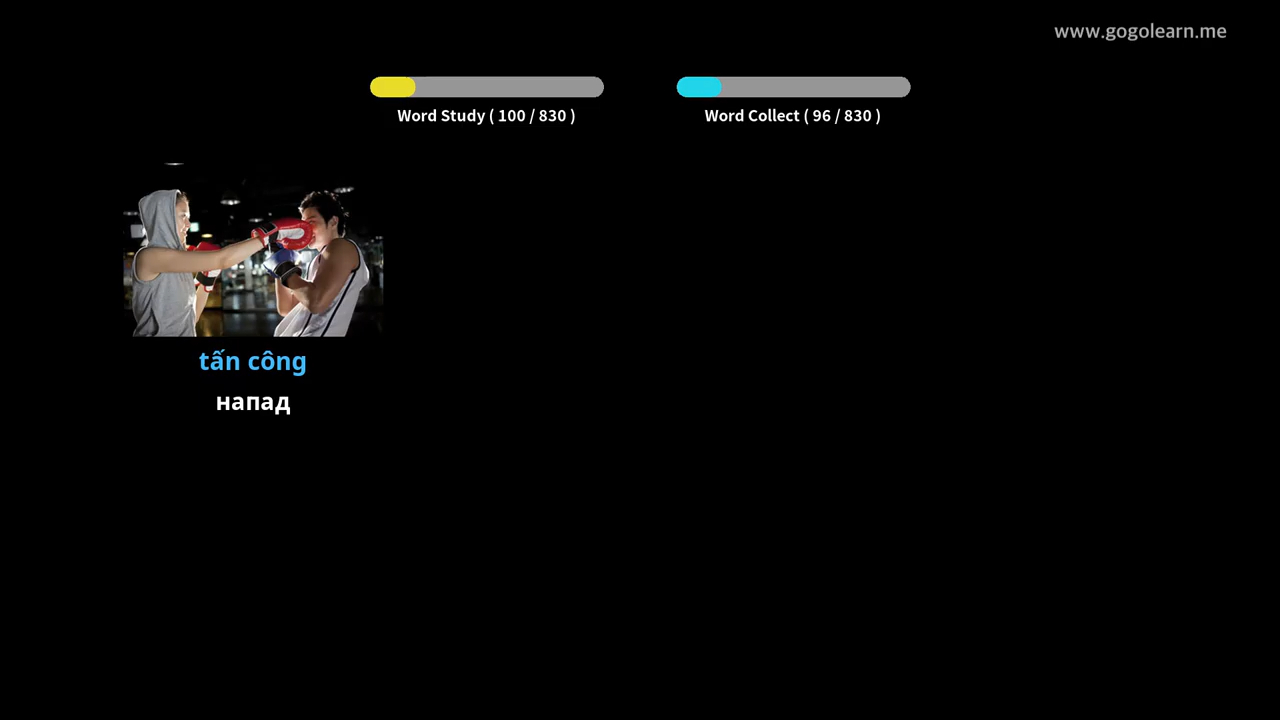 www.gogolearn.me
Word Study ( 100 / 830 )
Word Collect ( 96 / 830 )
tấn công
напад